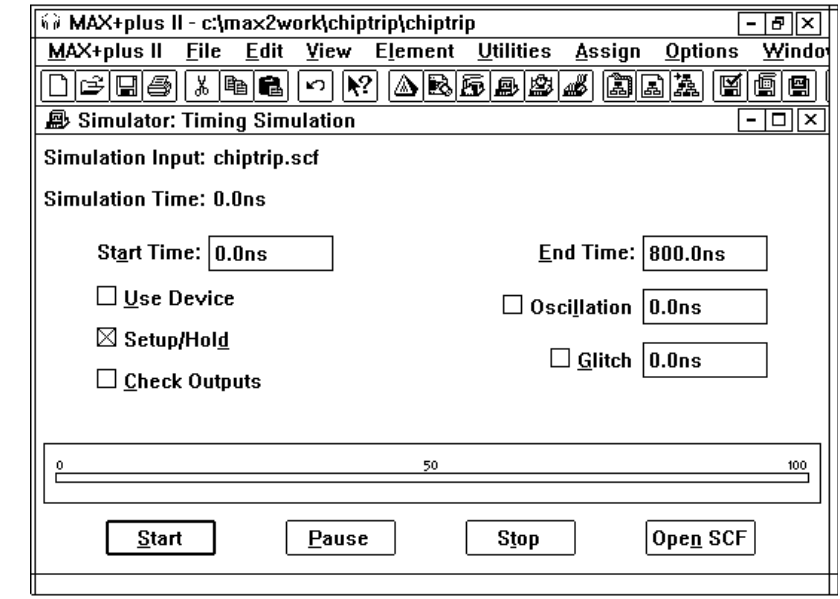 MAX+plus II - c:\max2work\chiptrip\chiptrip
MAX+plus II File Edit View Element Utilities Assign Options Window
Simulator: Timing Simulation
Simulation Input: chiptrip.scf
Simulation Time: 0.0ns
Start Time: 0.0ns End Time: 800.0ns
Use Device
Oscillation 0.0ns
Setup/Hold
Glitch 0.0ns
Check Outputs
0 50 100
Start Pause Stop Open SCF